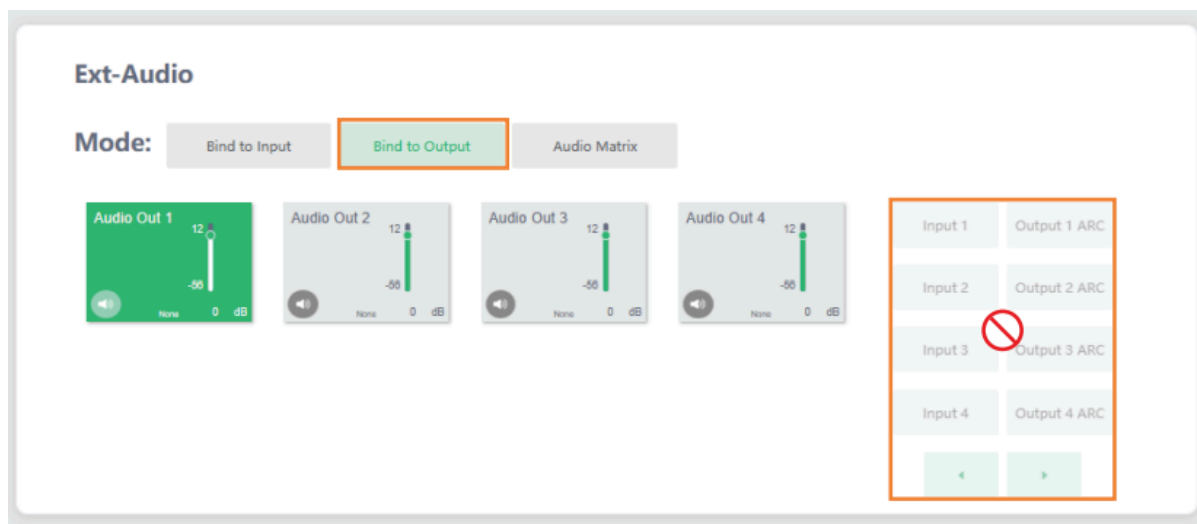 Ext-Audio
Mode: Bind to Input Bind to Output Audio Matrix
Audio Out 1 12 -56 None 0 dB
Audio Out 2 12 -56 None 0 dB
Audio Out 3 12 -56 None 0 dB
Audio Out 4 12 -56 None 0 dB
Input 1 Output 1 ARC
Input 2 Output 2 ARC
Input 3 Output 3 ARC
Input 4 Output 4 ARC